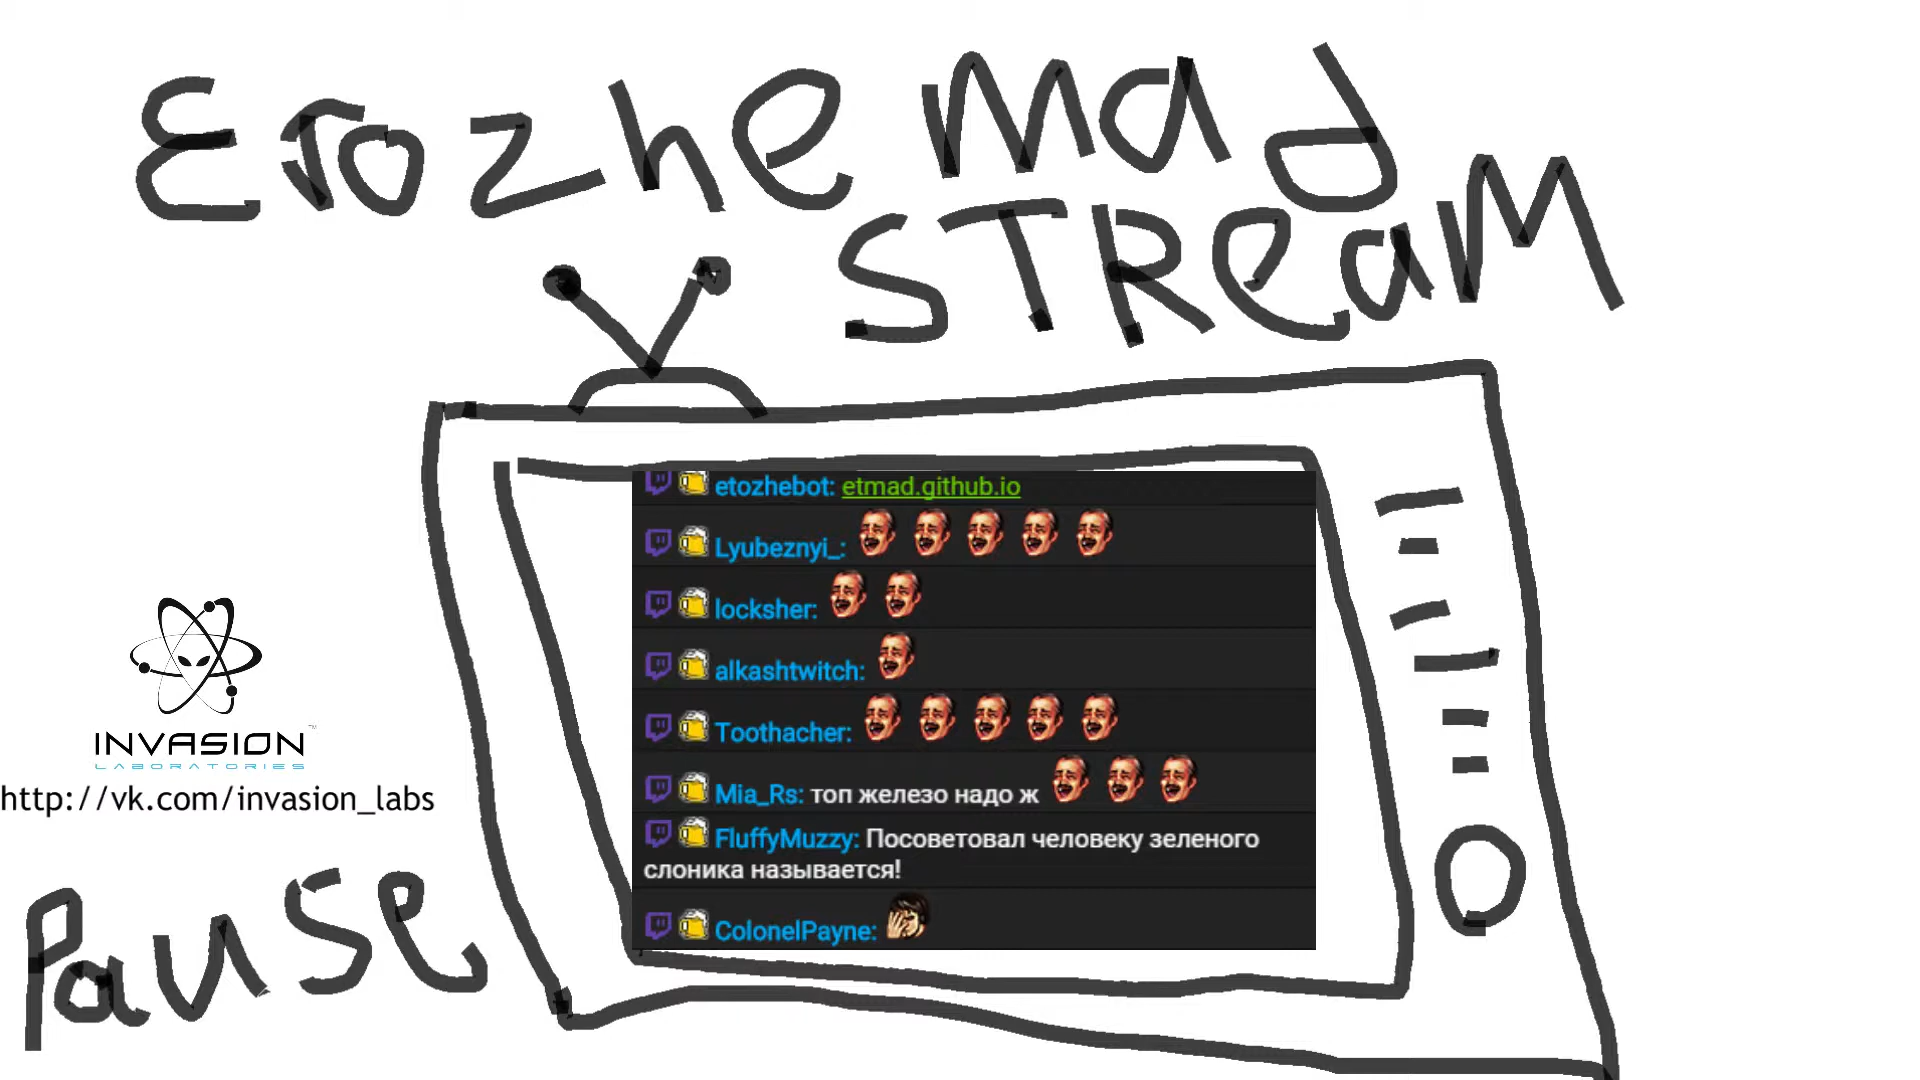 Etozhe mad
STReaM
etozhebot: etmad.github.io
Lyubeznyi_:
locksher:
alkashtwitch:
Toothacher:
Mia_Rs: топ железо надо ж
FluffyMuzzy: Посоветовал человеку зеленого
слоника называется!
ColonelPayne:
INVASION™
LABORATORIES
http://vk.com/invasion_labs
Pause